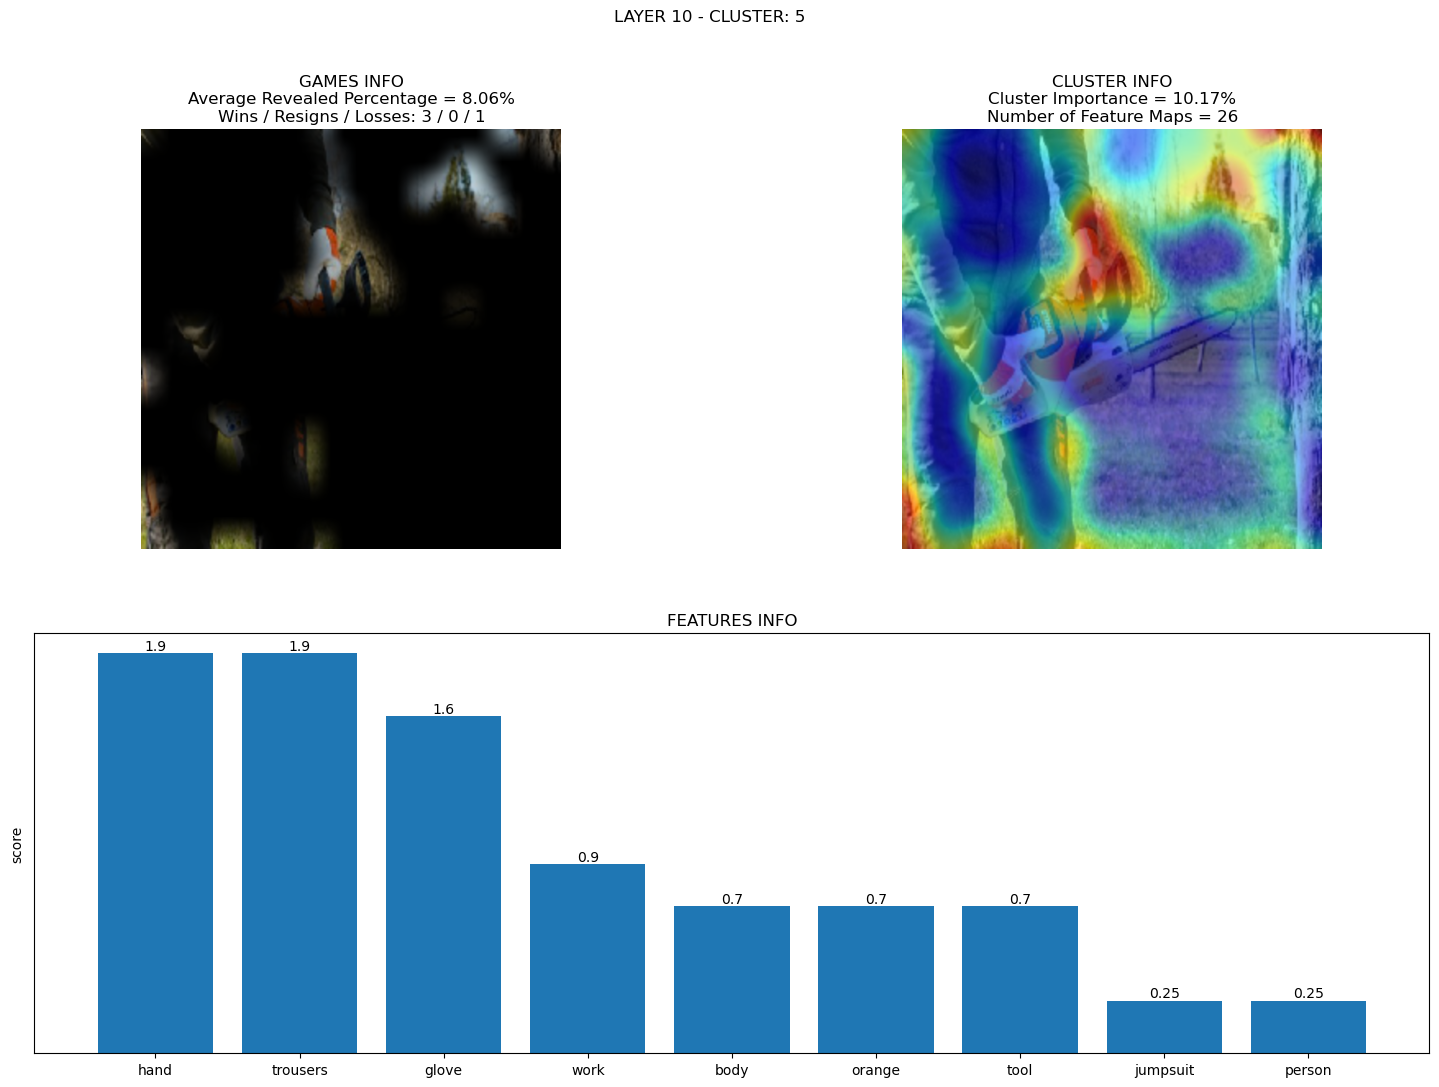 LAYER 10 - CLUSTER: 5
GAMES INFO
Average Revealed Percentage = 8.06%
Wins / Resigns / Losses: 3 / 0 / 1
CLUSTER INFO
Cluster Importance = 10.17%
Number of Feature Maps = 26
FEATURES INFO
score
1.9
1.9
1.6
0.9
0.7
0.7
0.7
0.25
0.25
hand
trousers
glove
work
body
orange
tool
jumpsuit
person